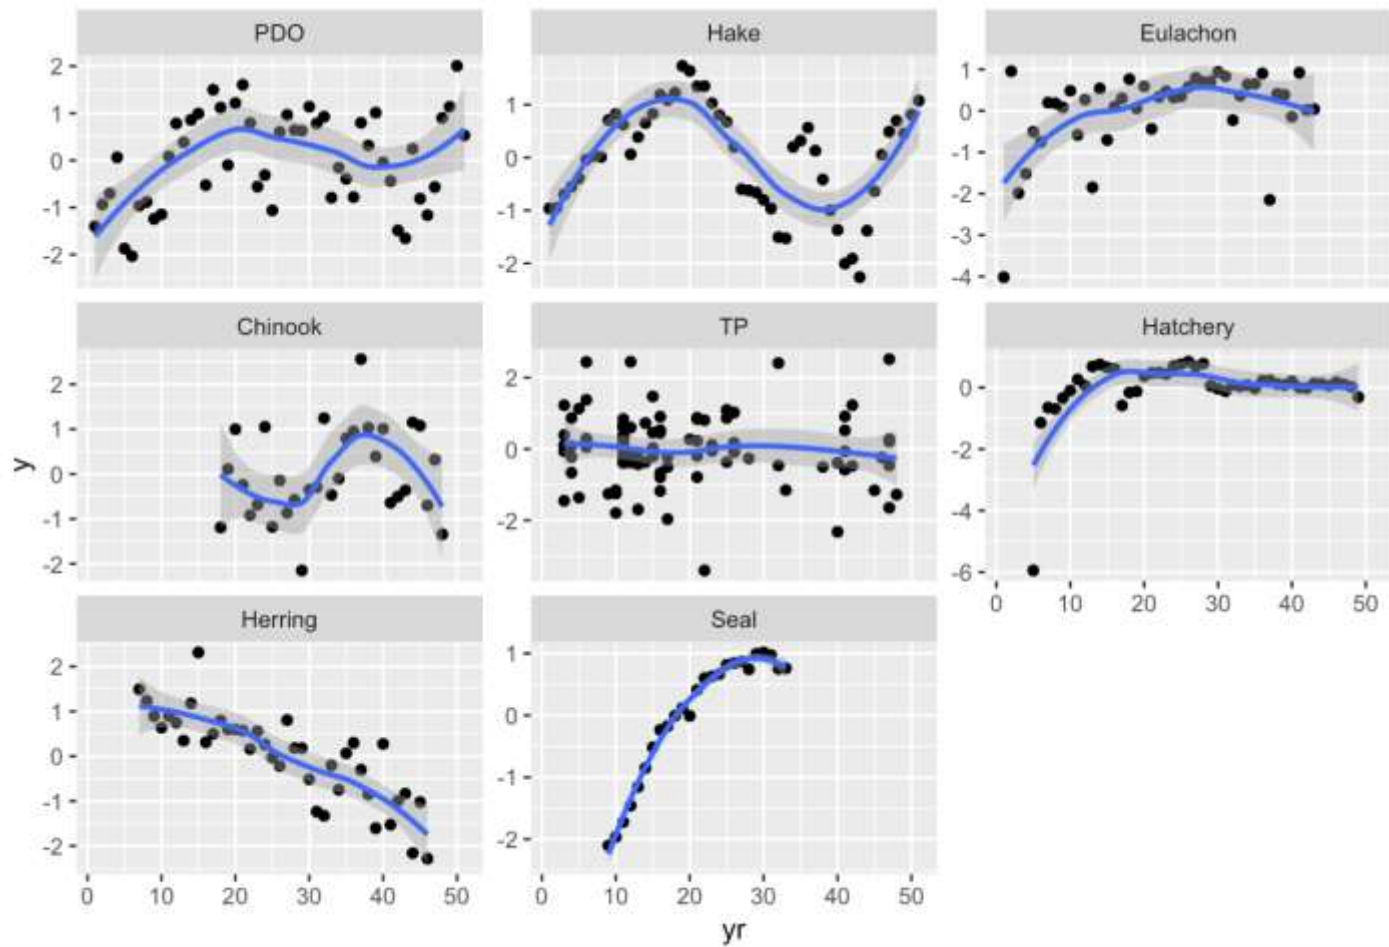 PDO Hake Eulachon
2 1 0 -1 -2
1 0 -1 -2
1 0 -1 -2 -3 -4
Chinook TP Hatchery
2 1 0 -1 -2
2 0 -2
0 -2 -4 -6
0 10 20 30 40 50
Herring Seal
2 1 0 -1 -2
1 0 -1 -2
0 10 20 30 40 50
0 10 20 30 40 50
y
yr